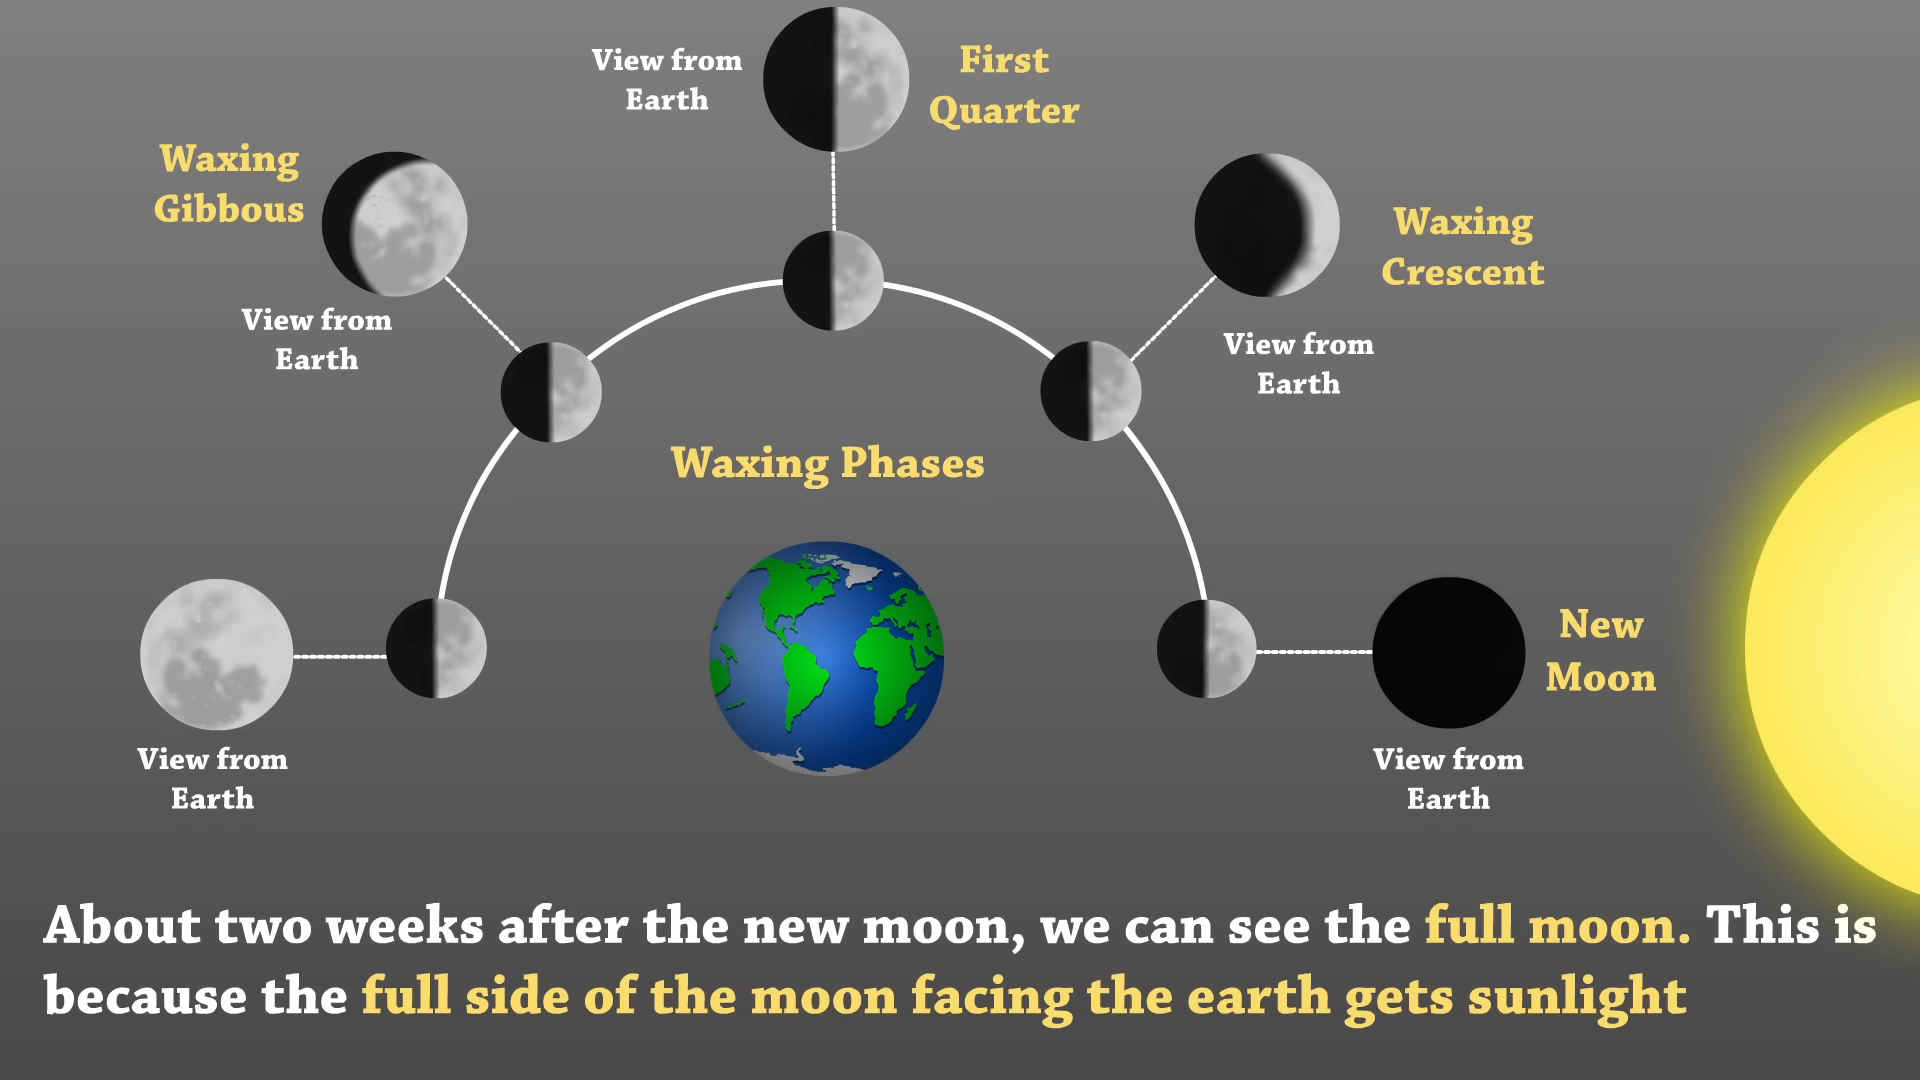 View from
Earth
First
Quarter
Waxing
Gibbous
View from
Earth
Waxing
Crescent
View from
Earth
Waxing Phases
New
Moon
View from
Earth
View from
Earth
About two weeks after the new moon, we can see the full moon. This is
because the full side of the moon facing the earth gets sunlight